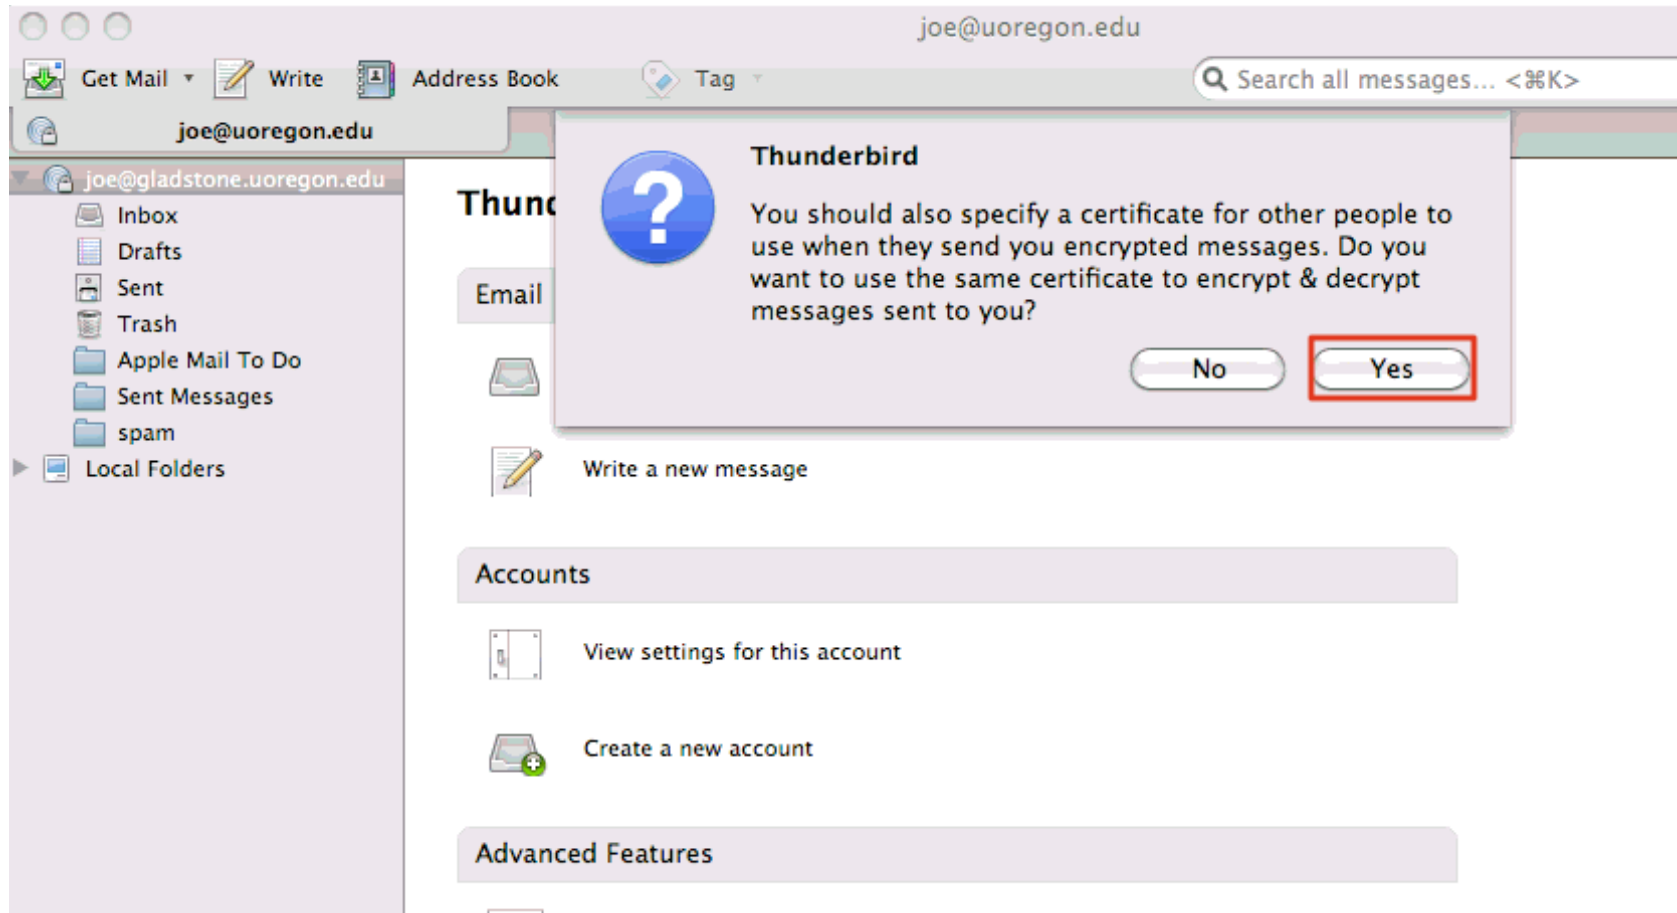 joe@uoregon.edu
Get Mail Write Address Book Tag Search all messages... <⌘K>
joe@uoregon.edu
joe@gladstone.uoregon.edu
Inbox
Drafts
Sent
Trash
Apple Mail To Do
Sent Messages
spam
Local Folders
Thund
Email
Thunderbird
You should also specify a certificate for other people to
use when they send you encrypted messages. Do you
want to use the same certificate to encrypt & decrypt
messages sent to you?
No Yes
Write a new message
Accounts
View settings for this account
Create a new account
Advanced Features